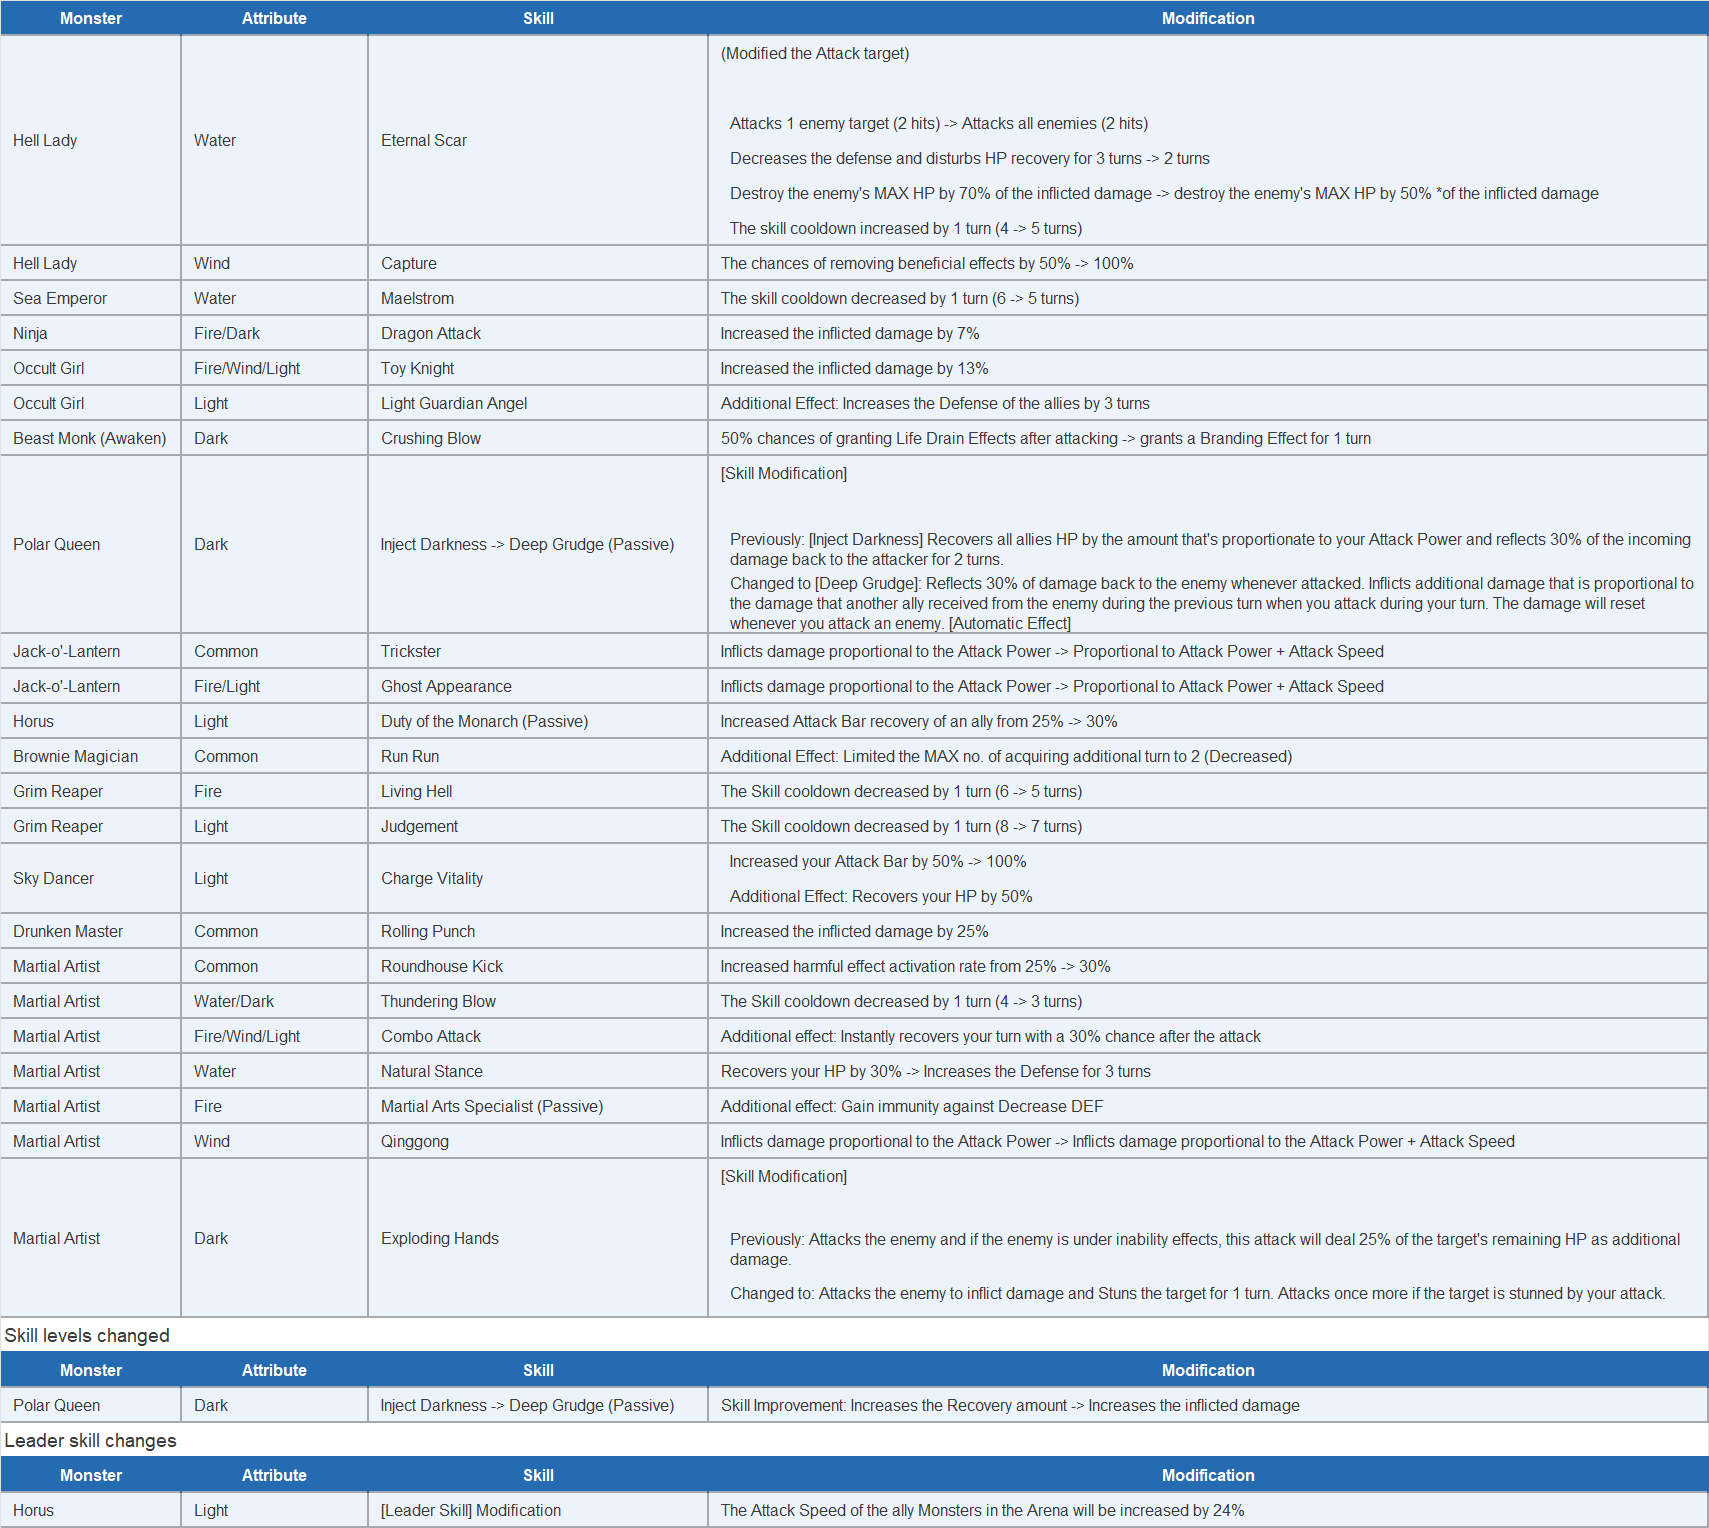 Monster Attribute Skill Modification
(Modified the Attack target)
Attacks 1 enemy target (2 hits) -> Attacks all enemies (2 hits)
Hell Lady Water Eternal Scar
Decreases the defense and disturbs HP recovery for 3 turns -> 2 turns
Destroy the enemy's MAX HP by 70% of the inflicted damage -> destroy the enemy's MAX HP by 50% *of the inflicted damage
The skill cooldown increased by 1 turn (4 -> 5 turns)
Hell Lady Wind Capture The chances of removing beneficial effects by 50% -> 100%
Sea Emperor Water Maelstrom The skill cooldown decreased by 1 turn (6 -> 5 turns)
Ninja Fire/Dark Dragon Attack Increased the inflicted damage by 7%
Occult Girl Fire/Wind/Light Toy Knight Increased the inflicted damage by 13%
Occult Girl Light Light Guardian Angel Additional Effect: Increases the Defense of the allies by 3 turns
Beast Monk (Awaken) Dark Crushing Blow 50% chances of granting Life Drain Effects after attacking -> grants a Branding Effect for 1 turn
[Skill Modification]
Polar Queen Dark Inject Darkness -> Deep Grudge (Passive) Previously: [Inject Darkness] Recovers all allies HP by the amount that's proportionate to your Attack Power and reflects 30% of the incoming
damage back to the attacker for 2 turns.
Changed to [Deep Grudge]: Reflects 30% of damage back to the enemy whenever attacked. Inflicts additional damage that is proportional to
the damage that another ally received from the enemy during the previous turn when you attack during your turn. The damage will reset
whenever you attack an enemy. [Automatic Effect]
Jack-o'-Lantern Common Trickster Inflicts damage proportional to the Attack Power -> Proportional to Attack Power + Attack Speed
Jack-o'-Lantern Fire/Light Ghost Appearance Inflicts damage proportional to the Attack Power -> Proportional to Attack Power + Attack Speed
Horus Light Duty of the Monarch (Passive) Increased Attack Bar recovery of an ally from 25% -> 30%
Brownie Magician Common Run Run Additional Effect: Limited the MAX no. of acquiring additional turn to 2 (Decreased)
Grim Reaper Fire Living Hell The Skill cooldown decreased by 1 turn (6 -> 5 turns)
Grim Reaper Light Judgement The Skill cooldown decreased by 1 turn (8 -> 7 turns)
Increased your Attack Bar by 50% -> 100%
Sky Dancer Light Charge Vitality
Additional Effect: Recovers your HP by 50%
Drunken Master Common Rolling Punch Increased the inflicted damage by 25%
Martial Artist Common Roundhouse Kick Increased harmful effect activation rate from 25% -> 30%
Martial Artist Water/Dark Thundering Blow The Skill cooldown decreased by 1 turn (4 -> 3 turns)
Martial Artist Fire/Wind/Light Combo Attack Additional effect: Instantly recovers your turn with a 30% chance after the attack
Martial Artist Water Natural Stance Recovers your HP by 30% -> Increases the Defense for 3 turns
Martial Artist Fire Martial Arts Specialist (Passive) Additional effect: Gain immunity against Decrease DEF
Martial Artist Wind Qinggong Inflicts damage proportional to the Attack Power -> Inflicts damage proportional to the Attack Power + Attack Speed
[Skill Modification]
Martial Artist Dark Exploding Hands Previously: Attacks the enemy and if the enemy is under inability effects, this attack will deal 25% of the target's remaining HP as additional
damage.
Changed to: Attacks the enemy to inflict damage and Stuns the target for 1 turn. Attacks once more if the target is stunned by your attack.
Skill levels changed
Monster Attribute Skill Modification
Polar Queen Dark Inject Darkness -> Deep Grudge (Passive) Skill Improvement: Increases the Recovery amount -> Increases the inflicted damage
Leader skill changes
Monster Attribute Skill Modification
Horus Light [Leader Skill] Modification The Attack Speed of the ally Monsters in the Arena will be increased by 24%